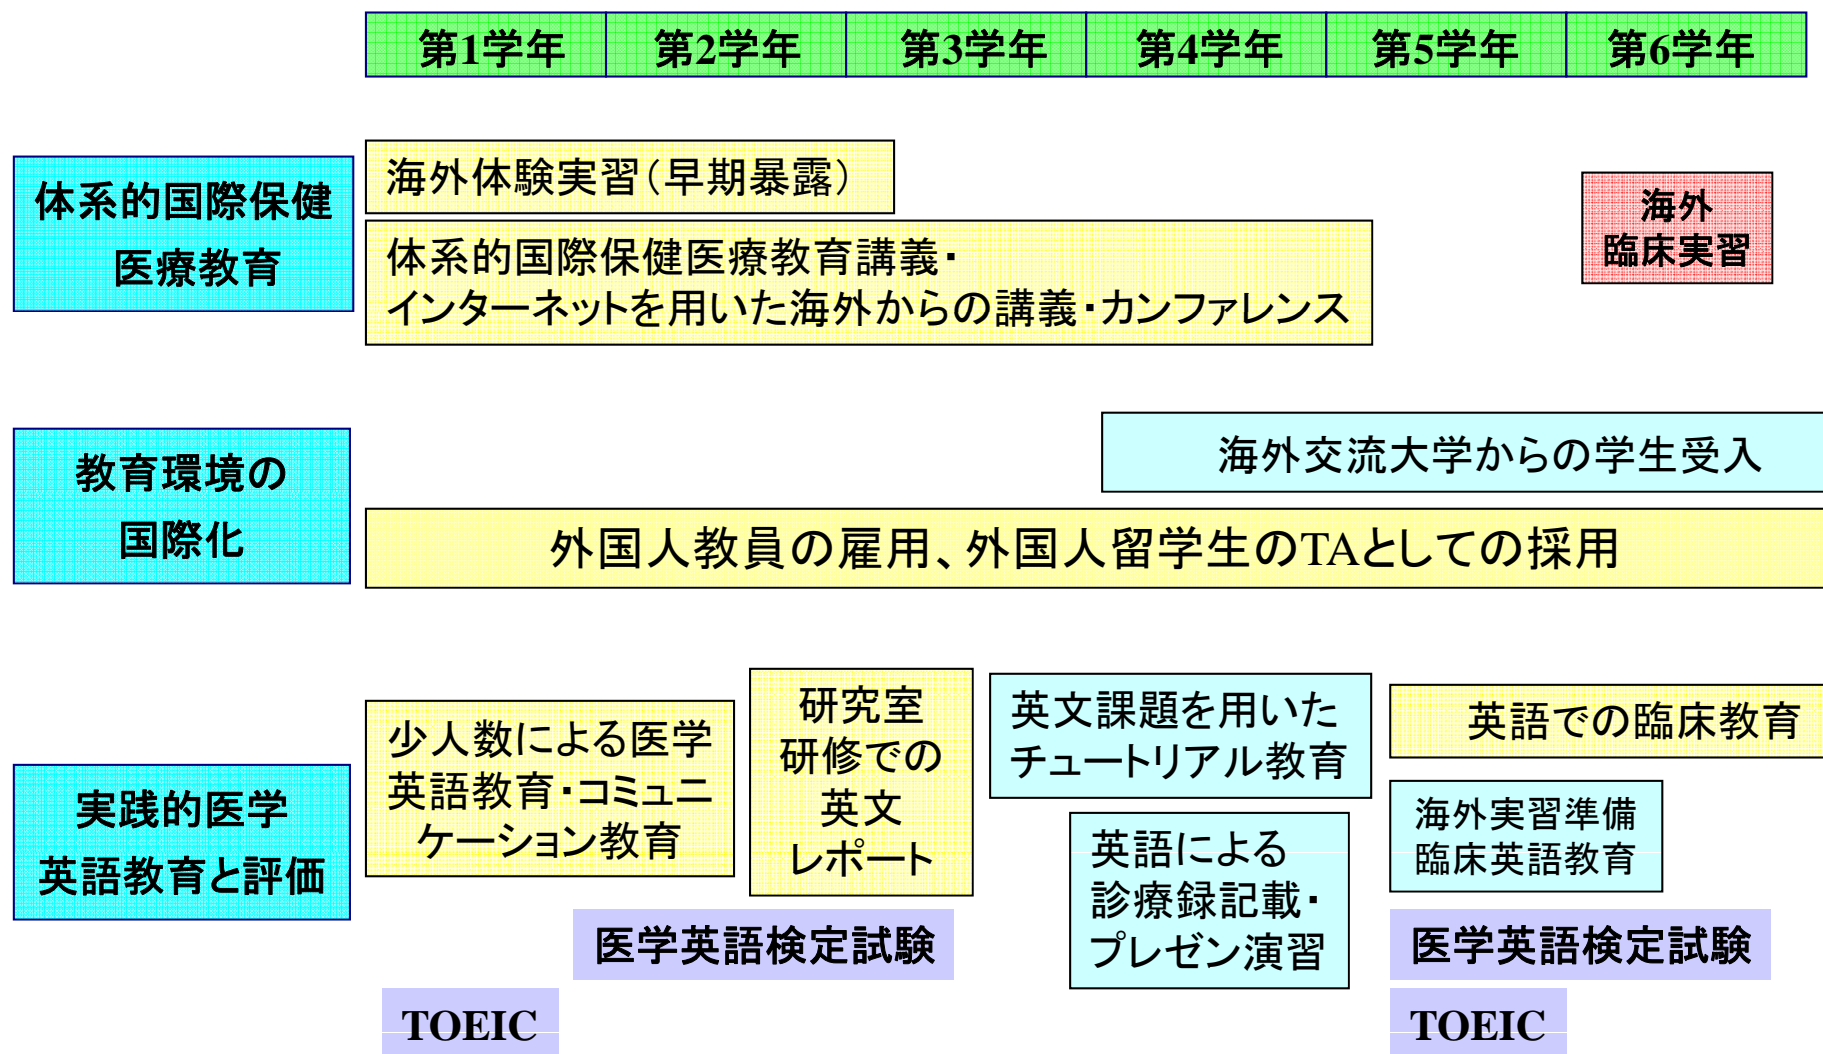 第1学年 第2学年 第3学年 第4学年 第5学年 第6学年
体系的国際保健
医療教育
海外体験実習(早期暴露)
体系的国際保健医療教育講義・
インターネットを用いた海外からの講義・カンファレンス
海外
臨床実習
教育環境の
国際化
海外交流大学からの学生受入
外国人教員の雇用、外国人留学生のTAとしての採用
実践的医学
英語教育と評価
少人数による医学
英語教育・コミュニ
ケーション教育
研究室
研修での
英文
レポート
英文課題を用いた
チュートリアル教育
英語による
診療録記載・
プレゼン演習
英語での臨床教育
海外実習準備
臨床英語教育
医学英語検定試験
医学英語検定試験
TOEIC
TOEIC